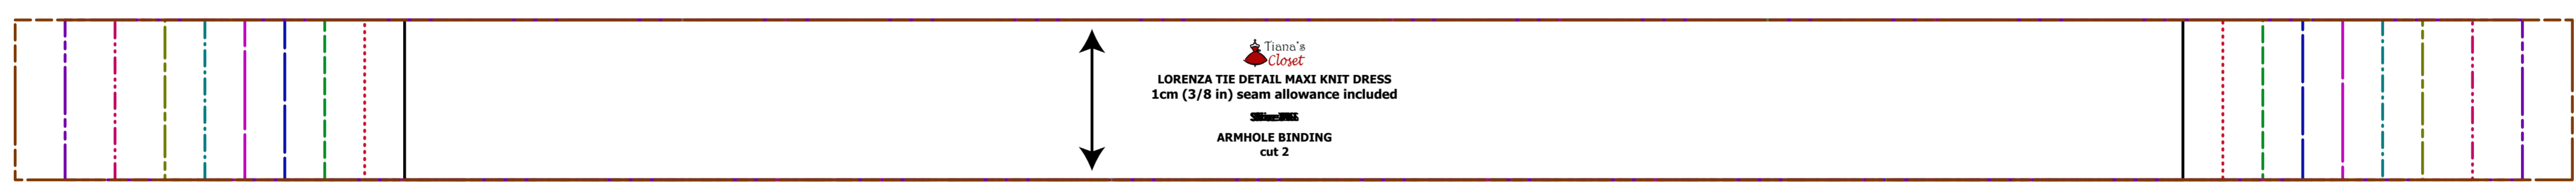 Tiana's
Closet
LORENZA TIE DETAIL MAXI KNIT DRESS
1cm (3/8 in) seam allowance included
ARMHOLE BINDING
cut 2